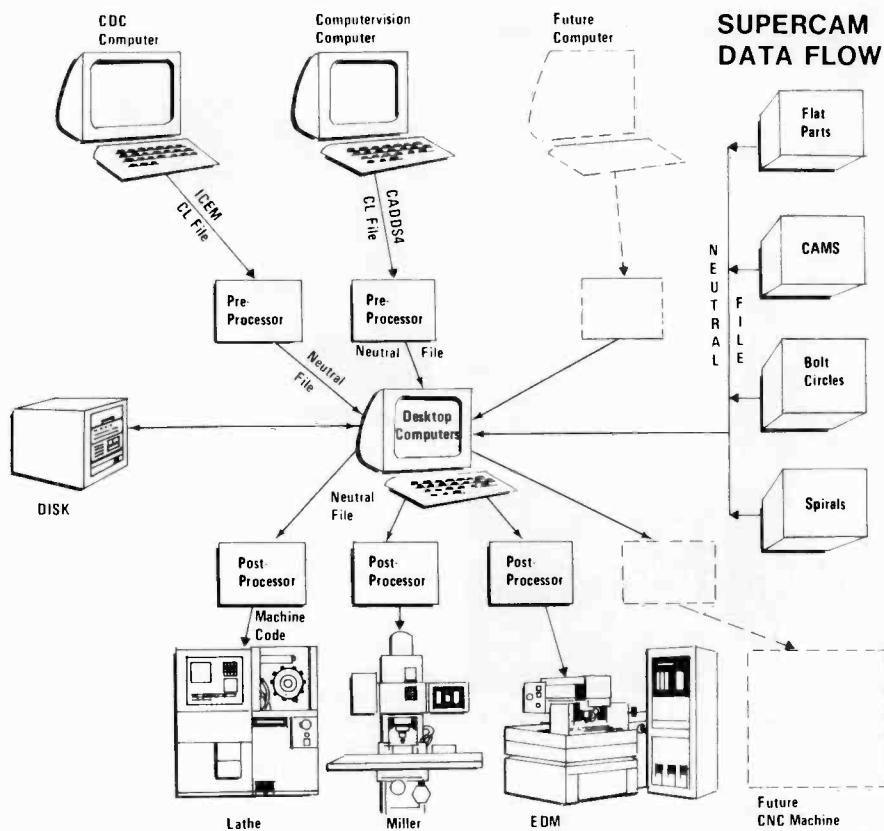 CDC
Computer
Computervision
Computer
Future
Computer
SUPERCAM
DATA FLOW
ICEM
CL File
CADDS4
CL File
Flat
Parts
CAMS
Bolt
Circles
Spirals
NEUTRAL
FILE
Pre-
Processor
Pre-
Processor
Neutral
File
Neutral File
Desktop
Computers
DISK
Neutral
File
Post-
Processor
Post-
Processor
Post-
Processor
Machine
Code
Lathe
Miller
EDM
Future
CNC Machine